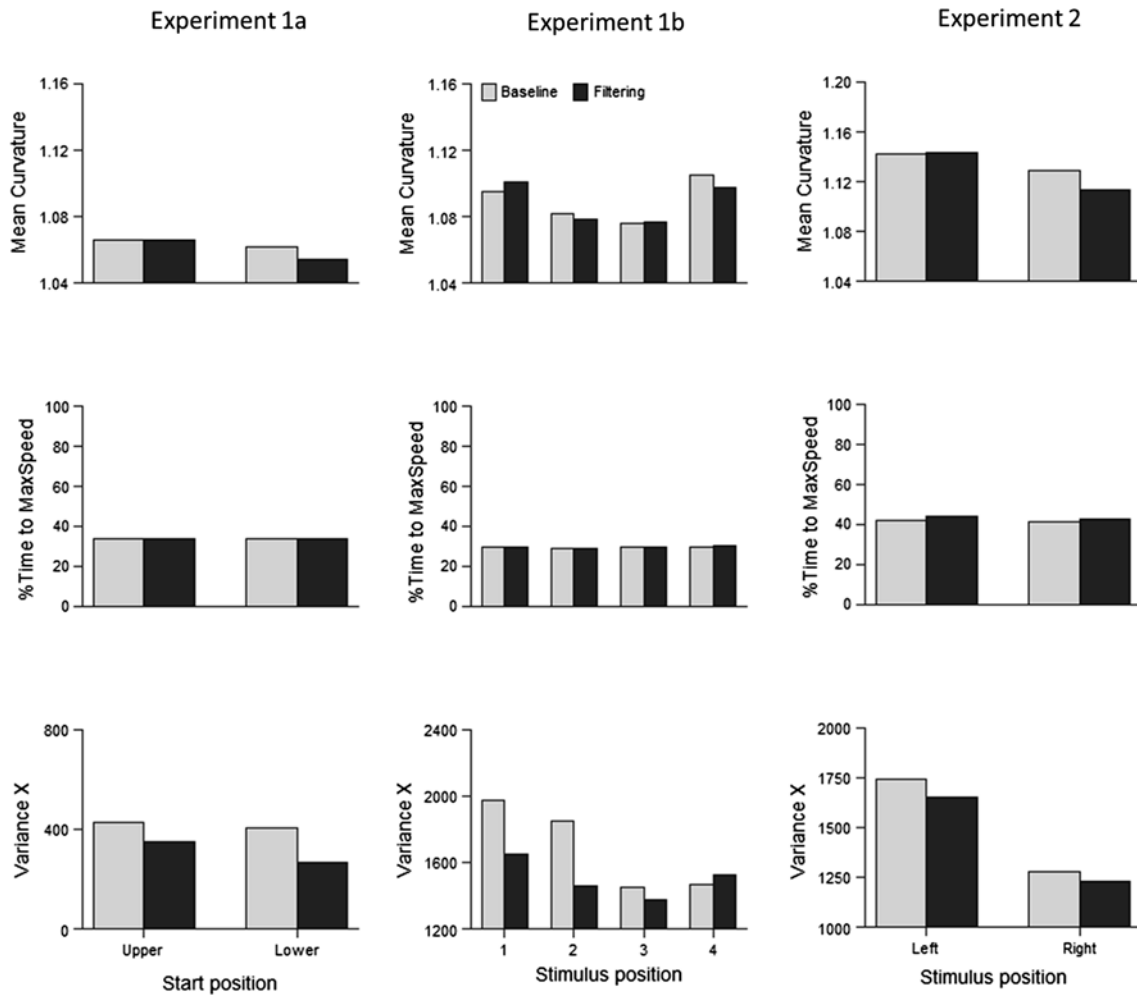 Experiment 1a
Experiment 1b
Experiment 2
Mean Curvature
1.16
1.12
1.08
1.04
Mean Curvature
1.16
1.12
1.08
1.04
Baseline Filtering
Mean Curvature
1.20
1.16
1.12
1.08
1.04
%Time to MaxSpeed
100
80
60
40
20
0
%Time to MaxSpeed
100
80
60
40
20
0
%Time to MaxSpeed
100
80
60
40
20
0
Variance X
800
400
0
Upper Lower
Start position
Variance X
2400
2000
1600
1200
1 2 3 4
Stimulus position
Variance X
2000
1750
1500
1250
1000
Left Right
Stimulus position